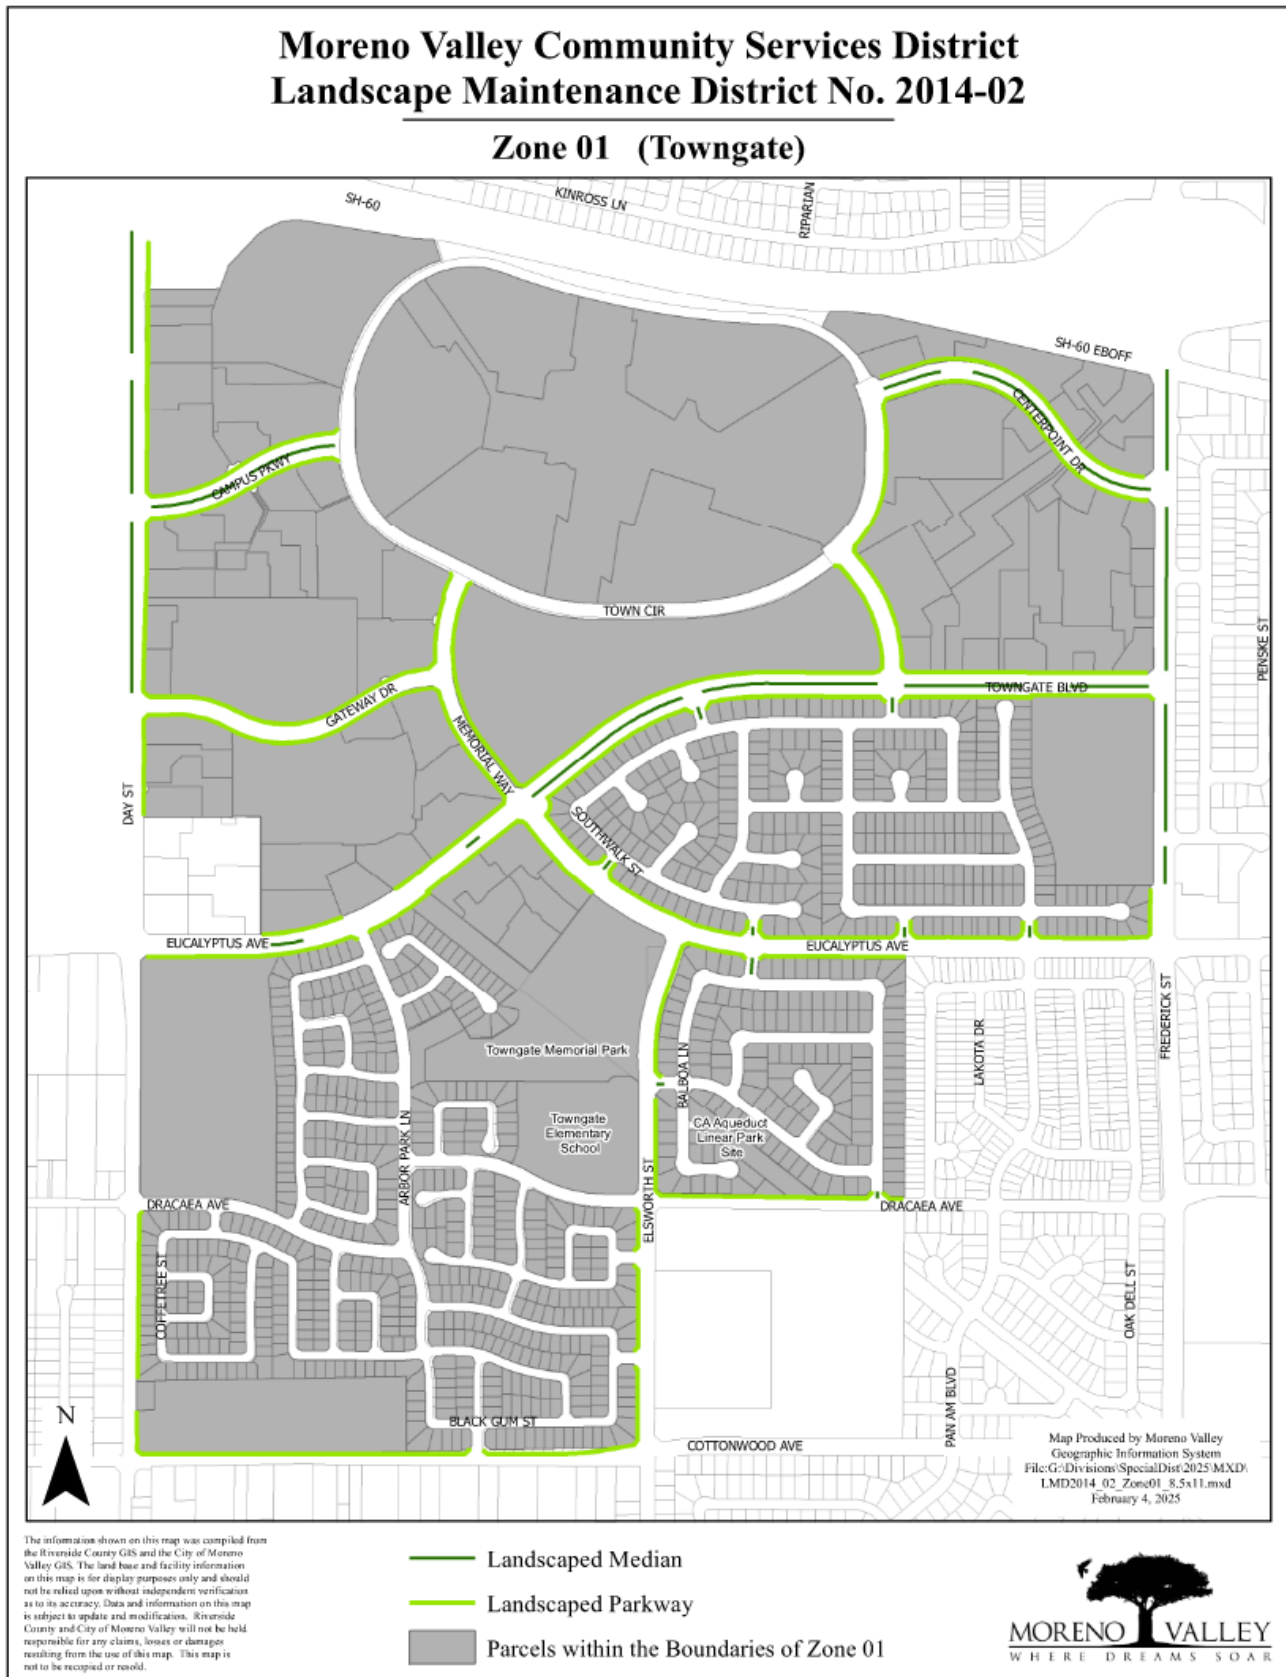 Moreno Valley Community Services District
Landscape Maintenance District No. 2014-02
Zone 01 (Towngate)
SH-60
KINROSS LN
RIPARIAN
SH-60 EBOFF
CENTERPOINT DR
CAMPUS PKWY
TOWN CIR
PENSKE ST
TOWNGATE BLVD
GATEWAY DR
MEMORIAL WAY
DAY ST
SOUTHWALK ST
EUCALYPTUS AVE
EUCALYPTUS AVE
FREDERICK ST
LAKOTA DR
Towngate Memorial Park
BALBOA LN
Towngate
Elementary
School
CA Aqueduct
Linear Park
Site
ARBOR PARK LN
ELSWORTH ST
DRACAEA AVE
DRACAEA AVE
COFFETREE ST
OAK DELL ST
PAN AM BLVD
BLACK GUM ST
COTTONWOOD AVE
N
Map Produced by Moreno Valley
Geographic Information System
File:G:\Divisions\SpecialDist\2025\MXD\
LMD2014_02_Zone01_8.5x11.mxd
February 4, 2025
The information shown on this map was compiled from
the Riverside County GIS and the City of Moreno
Valley GIS. The land base and facility information
on this map is for display purposes only and should
not be relied upon without independent verification
as to its accuracy. Data and information on this map
is subject to update and modification. Riverside
County and City of Moreno Valley will not be held
responsible for any claims, losses or damages
resulting from the use of this map. This map is
not to be recopied or resold.
Landscaped Median
Landscaped Parkway
Parcels within the Boundaries of Zone 01
MORENO VALLEY
WHERE DREAMS SOAR